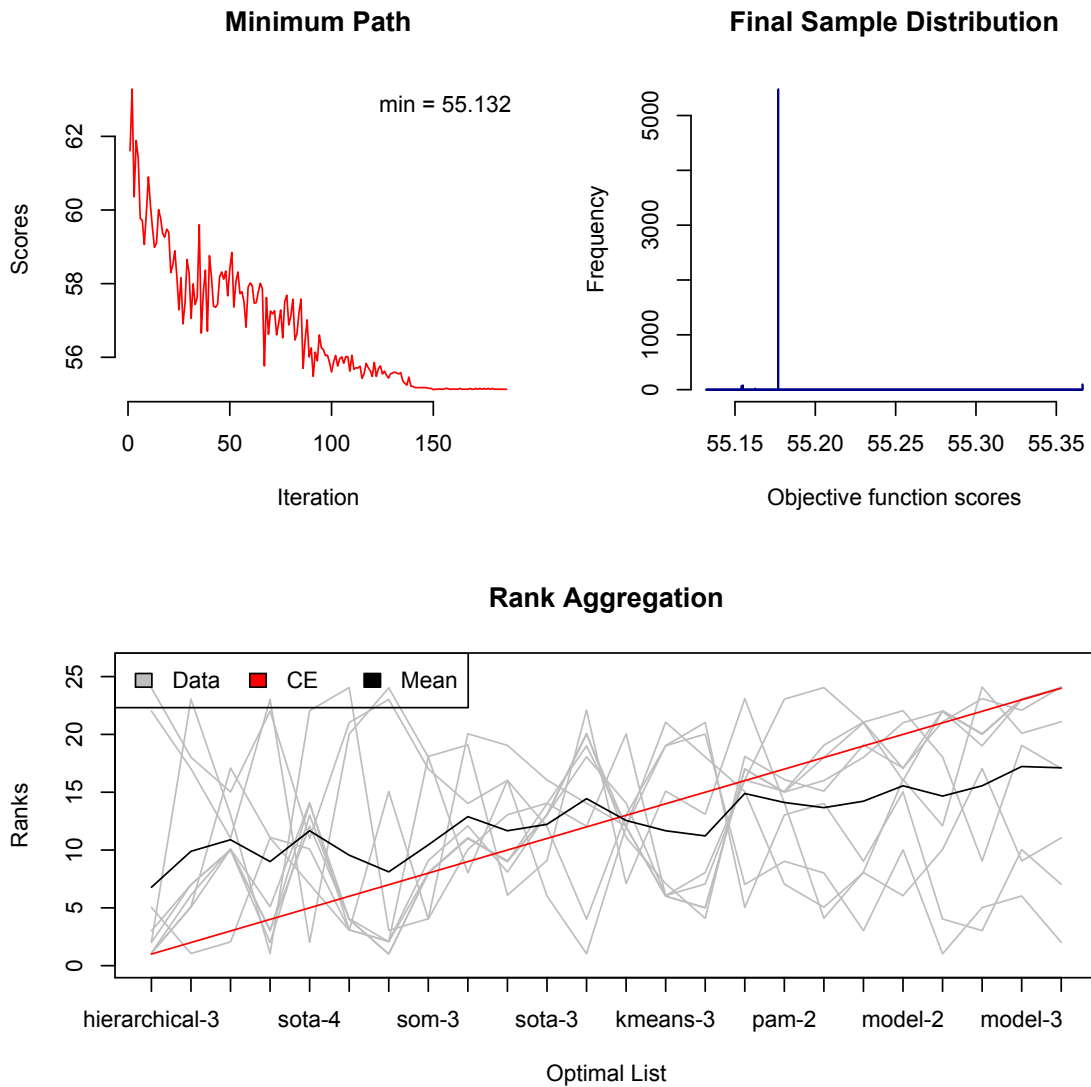 Minimum Path
min = 55.132
Scores
62
60
58
56
0 50 100 150
Iteration
Final Sample Distribution
Frequency
5000
3000
1000
0
55.15 55.20 55.25 55.30 55.35
Objective function scores
Rank Aggregation
Data CE Mean
Ranks
25
20
15
10
5
0
hierarchical-3 sota-4 som-3 sota-3 kmeans-3 pam-2 model-2 model-3
Optimal List